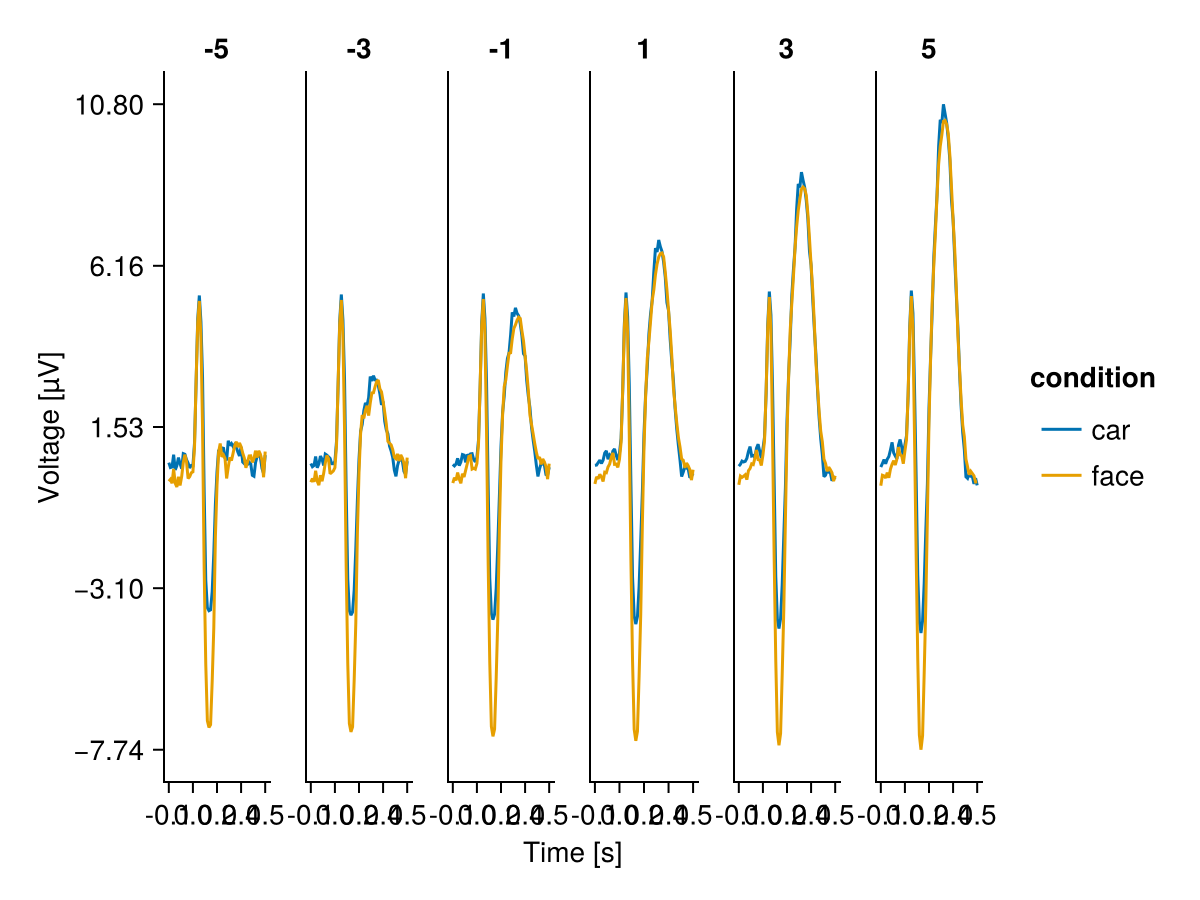 -5 -3 -1 1 3 5
10.80
6.16
1.53
−3.10
−7.74
Voltage [µV]
Time [s]
condition
car
face